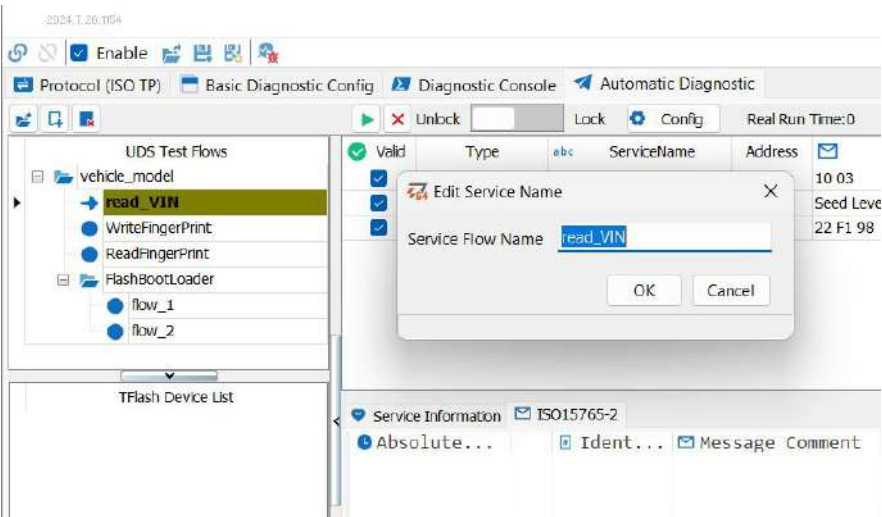 2024.7.20.1154
Enable
Protocol (ISO TP) Basic Diagnostic Config Diagnostic Console Automatic Diagnostic
Unlock Lock Config Real Run Time:0
UDS Test Flows
vehicle_model
read_VIN
WriteFingerPrint
ReadFingerPrint
FlashBootLoader
flow_1
flow_2
TFlash Device List
Valid Type abc ServiceName Address
10 03
Seed Leve
22 F1 98
Edit Service Name
Service Flow Name read_VIN
OK Cancel
Service Information ISO15765-2
Absolute... Ident... Message Comment